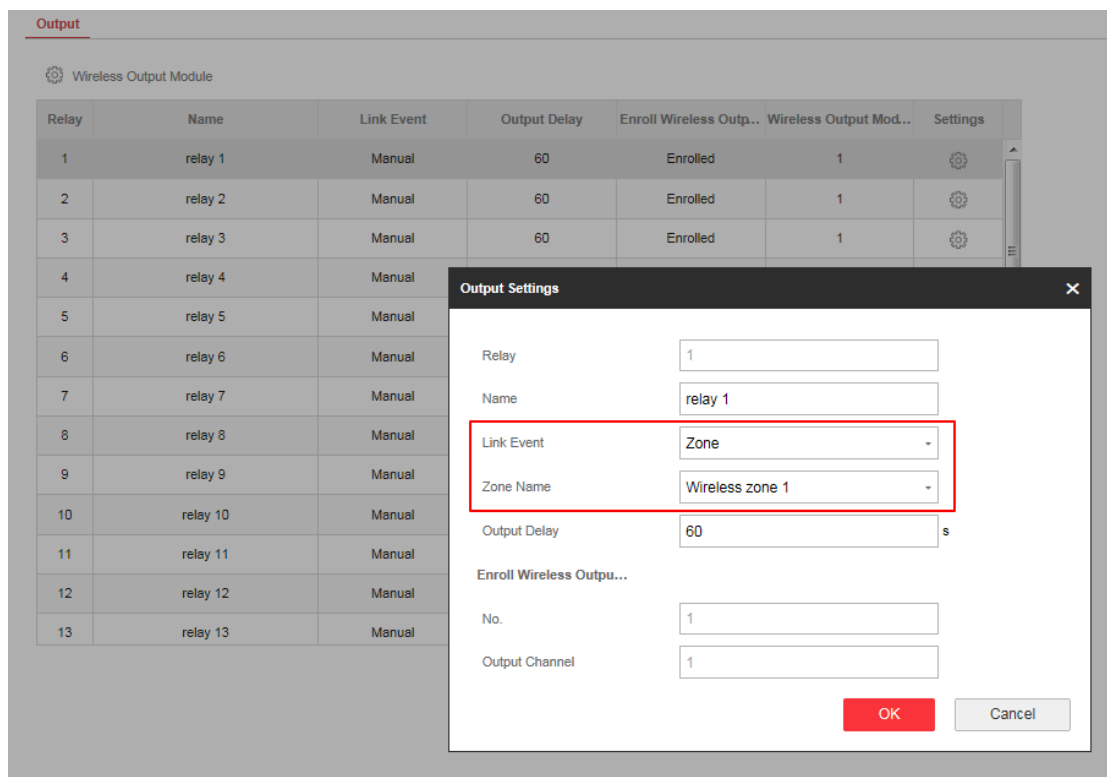 Output
Wireless Output Module
Relay Name Link Event Output Delay Enroll Wireless Outp... Wireless Output Mod... Settings
1 relay 1 Manual 60 Enrolled 1
2 relay 2 Manual 60 Enrolled 1
3 relay 3 Manual 60 Enrolled 1
4 relay 4 Manual
5 relay 5 Manual
6 relay 6 Manual
7 relay 7 Manual
8 relay 8 Manual
9 relay 9 Manual
10 relay 10 Manual
11 relay 11 Manual
12 relay 12 Manual
13 relay 13 Manual
Output Settings
Relay 1
Name relay 1
Link Event Zone
Zone Name Wireless zone 1
Output Delay 60 s
Enroll Wireless Outpu...
No. 1
Output Channel 1
OK Cancel